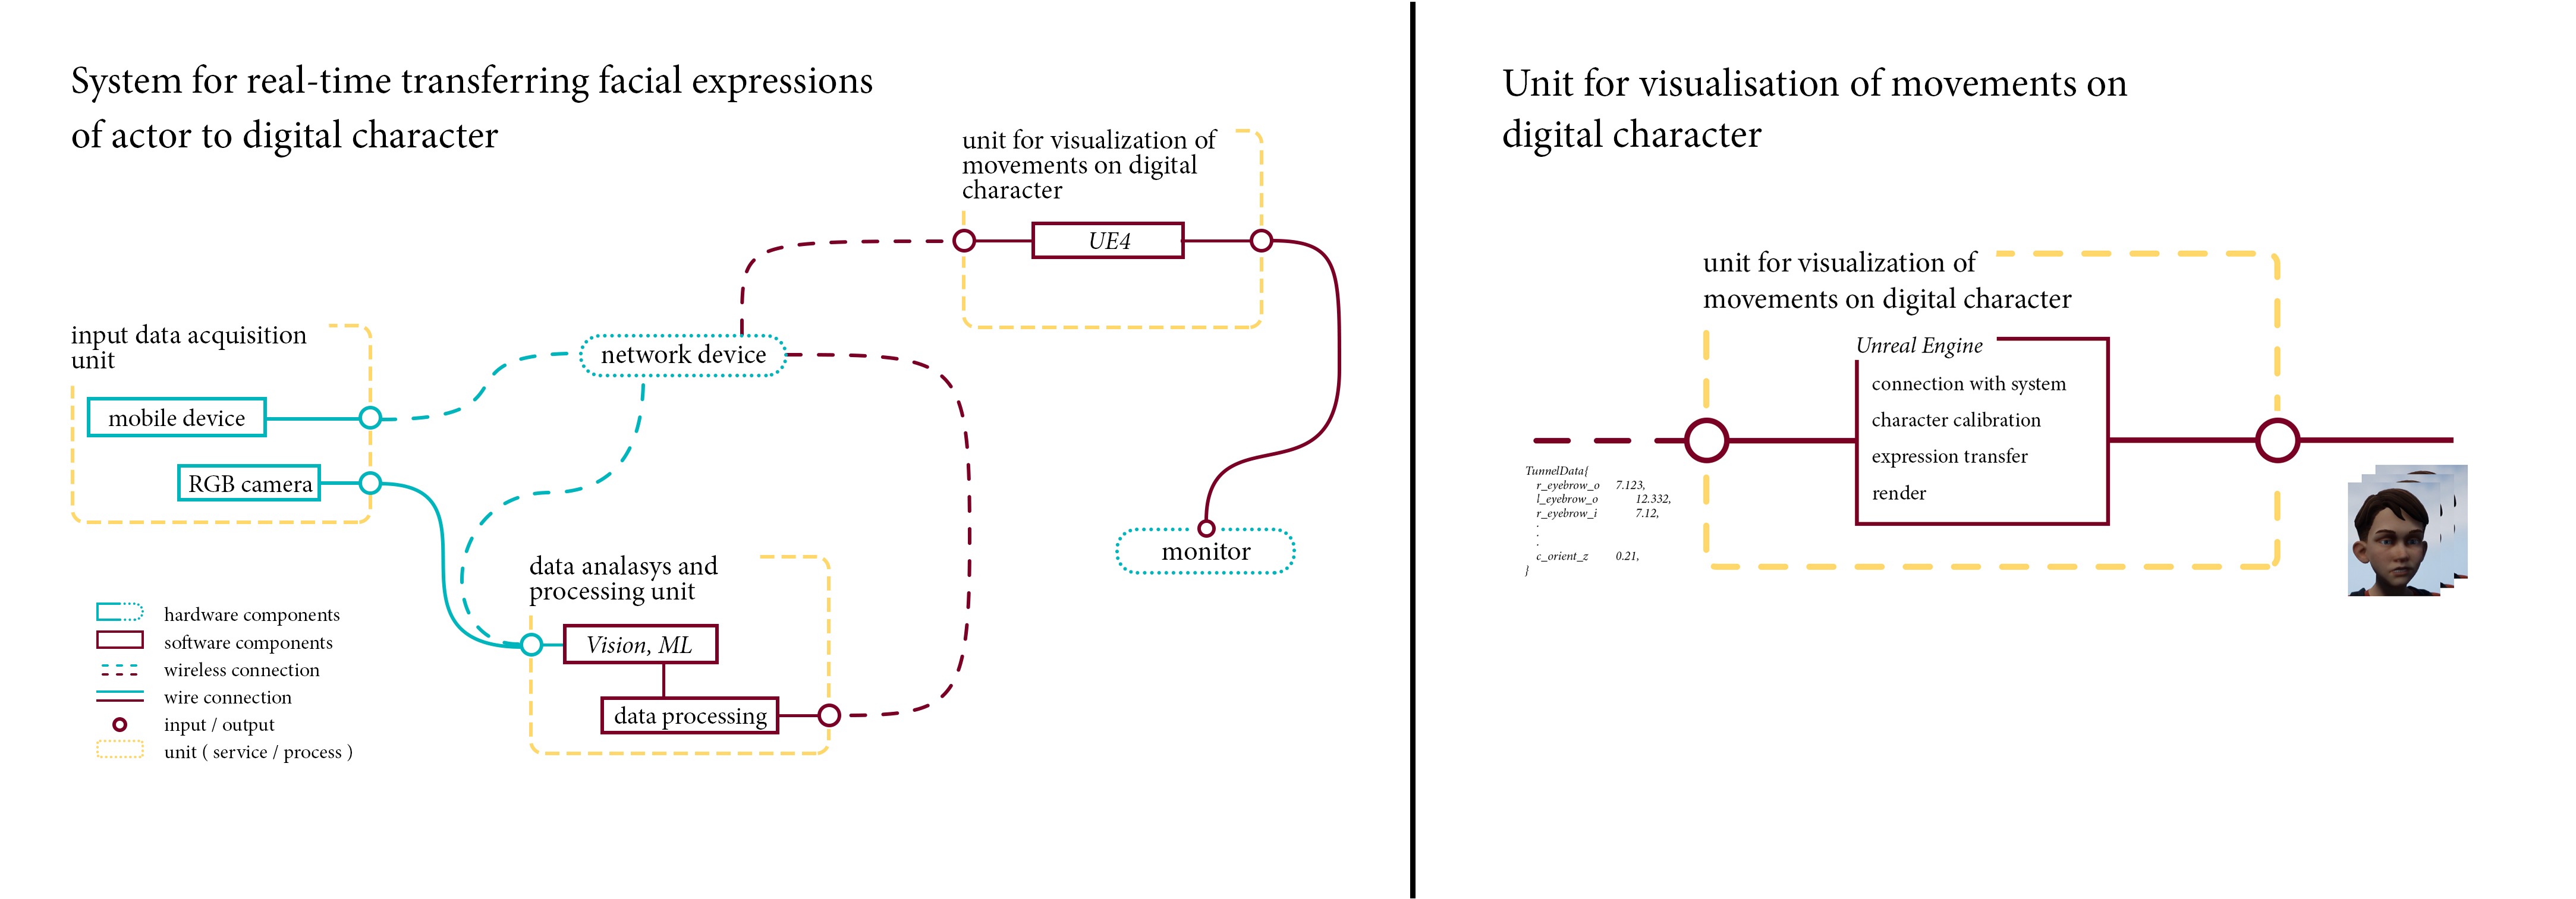 System for real-time transferring facial expressions
of actor to digital character
unit for visualization of
movements on digital
character
UE4
input data acquisition
unit
network device
mobile device
RGB camera
monitor
data analasys and
processing unit
Vision, ML
data processing
hardware components
software components
wireless connection
wire connection
input / output
unit ( service / process )
Unit for visualisation of movements on
digital character
unit for visualization of
movements on digital character
Unreal Engine
connection with system
character calibration
expression transfer
render
TunnelData{
r_eyebrow_o 7.123,
l_eyebrow_o 12.332,
r_eyebrow_i 7.12,
.
.
.
c_orient_z 0.21,
}